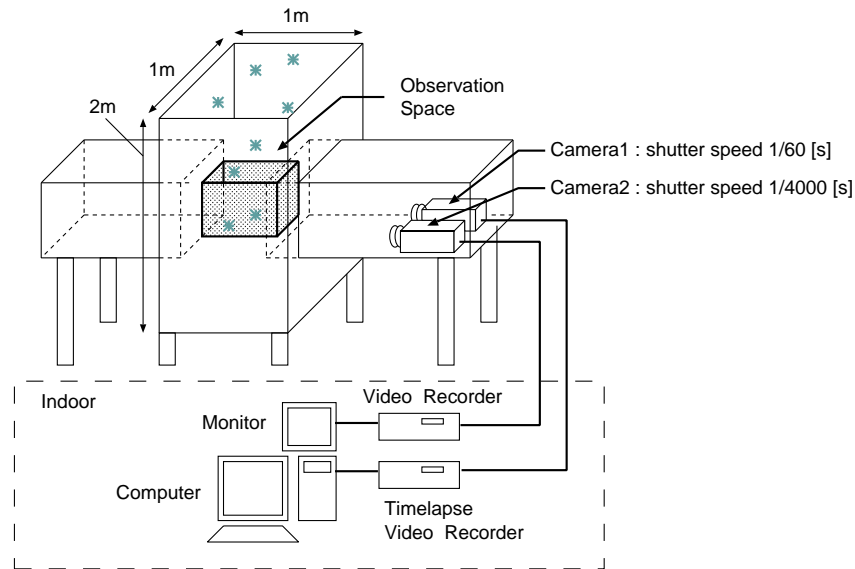 1m
1m
2m
Observation
Space
Camera1 : shutter speed 1/60 [s]
Camera2 : shutter speed 1/4000 [s]
Indoor
Video Recorder
Monitor
Computer
Timelapse
Video Recorder